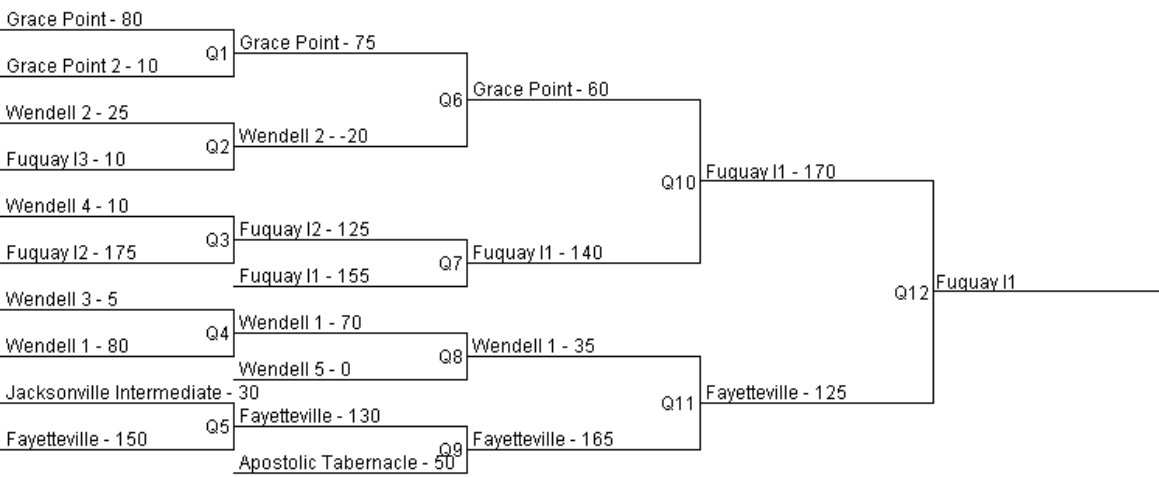 Grace Point - 80
Q1
Grace Point 2 - 10
Grace Point - 75
Wendell 2 - 25
Q2
Fuquay I3 - 10
Wendell 2 - -20
Q6
Grace Point - 60
Wendell 4 - 10
Q3
Fuquay I2 - 175
Fuquay I2 - 125
Q7
Fuquay I1 - 155
Fuquay I1 - 140
Q10
Fuquay I1 - 170
Wendell 3 - 5
Q4
Wendell 1 - 80
Wendell 1 - 70
Q8
Wendell 5 - 0
Wendell 1 - 35
Jacksonville Intermediate - 30
Q5
Fayetteville - 150
Fayetteville - 130
Q9
Apostolic Tabernacle - 50
Fayetteville - 165
Q11
Fayetteville - 125
Q12
Fuquay I1